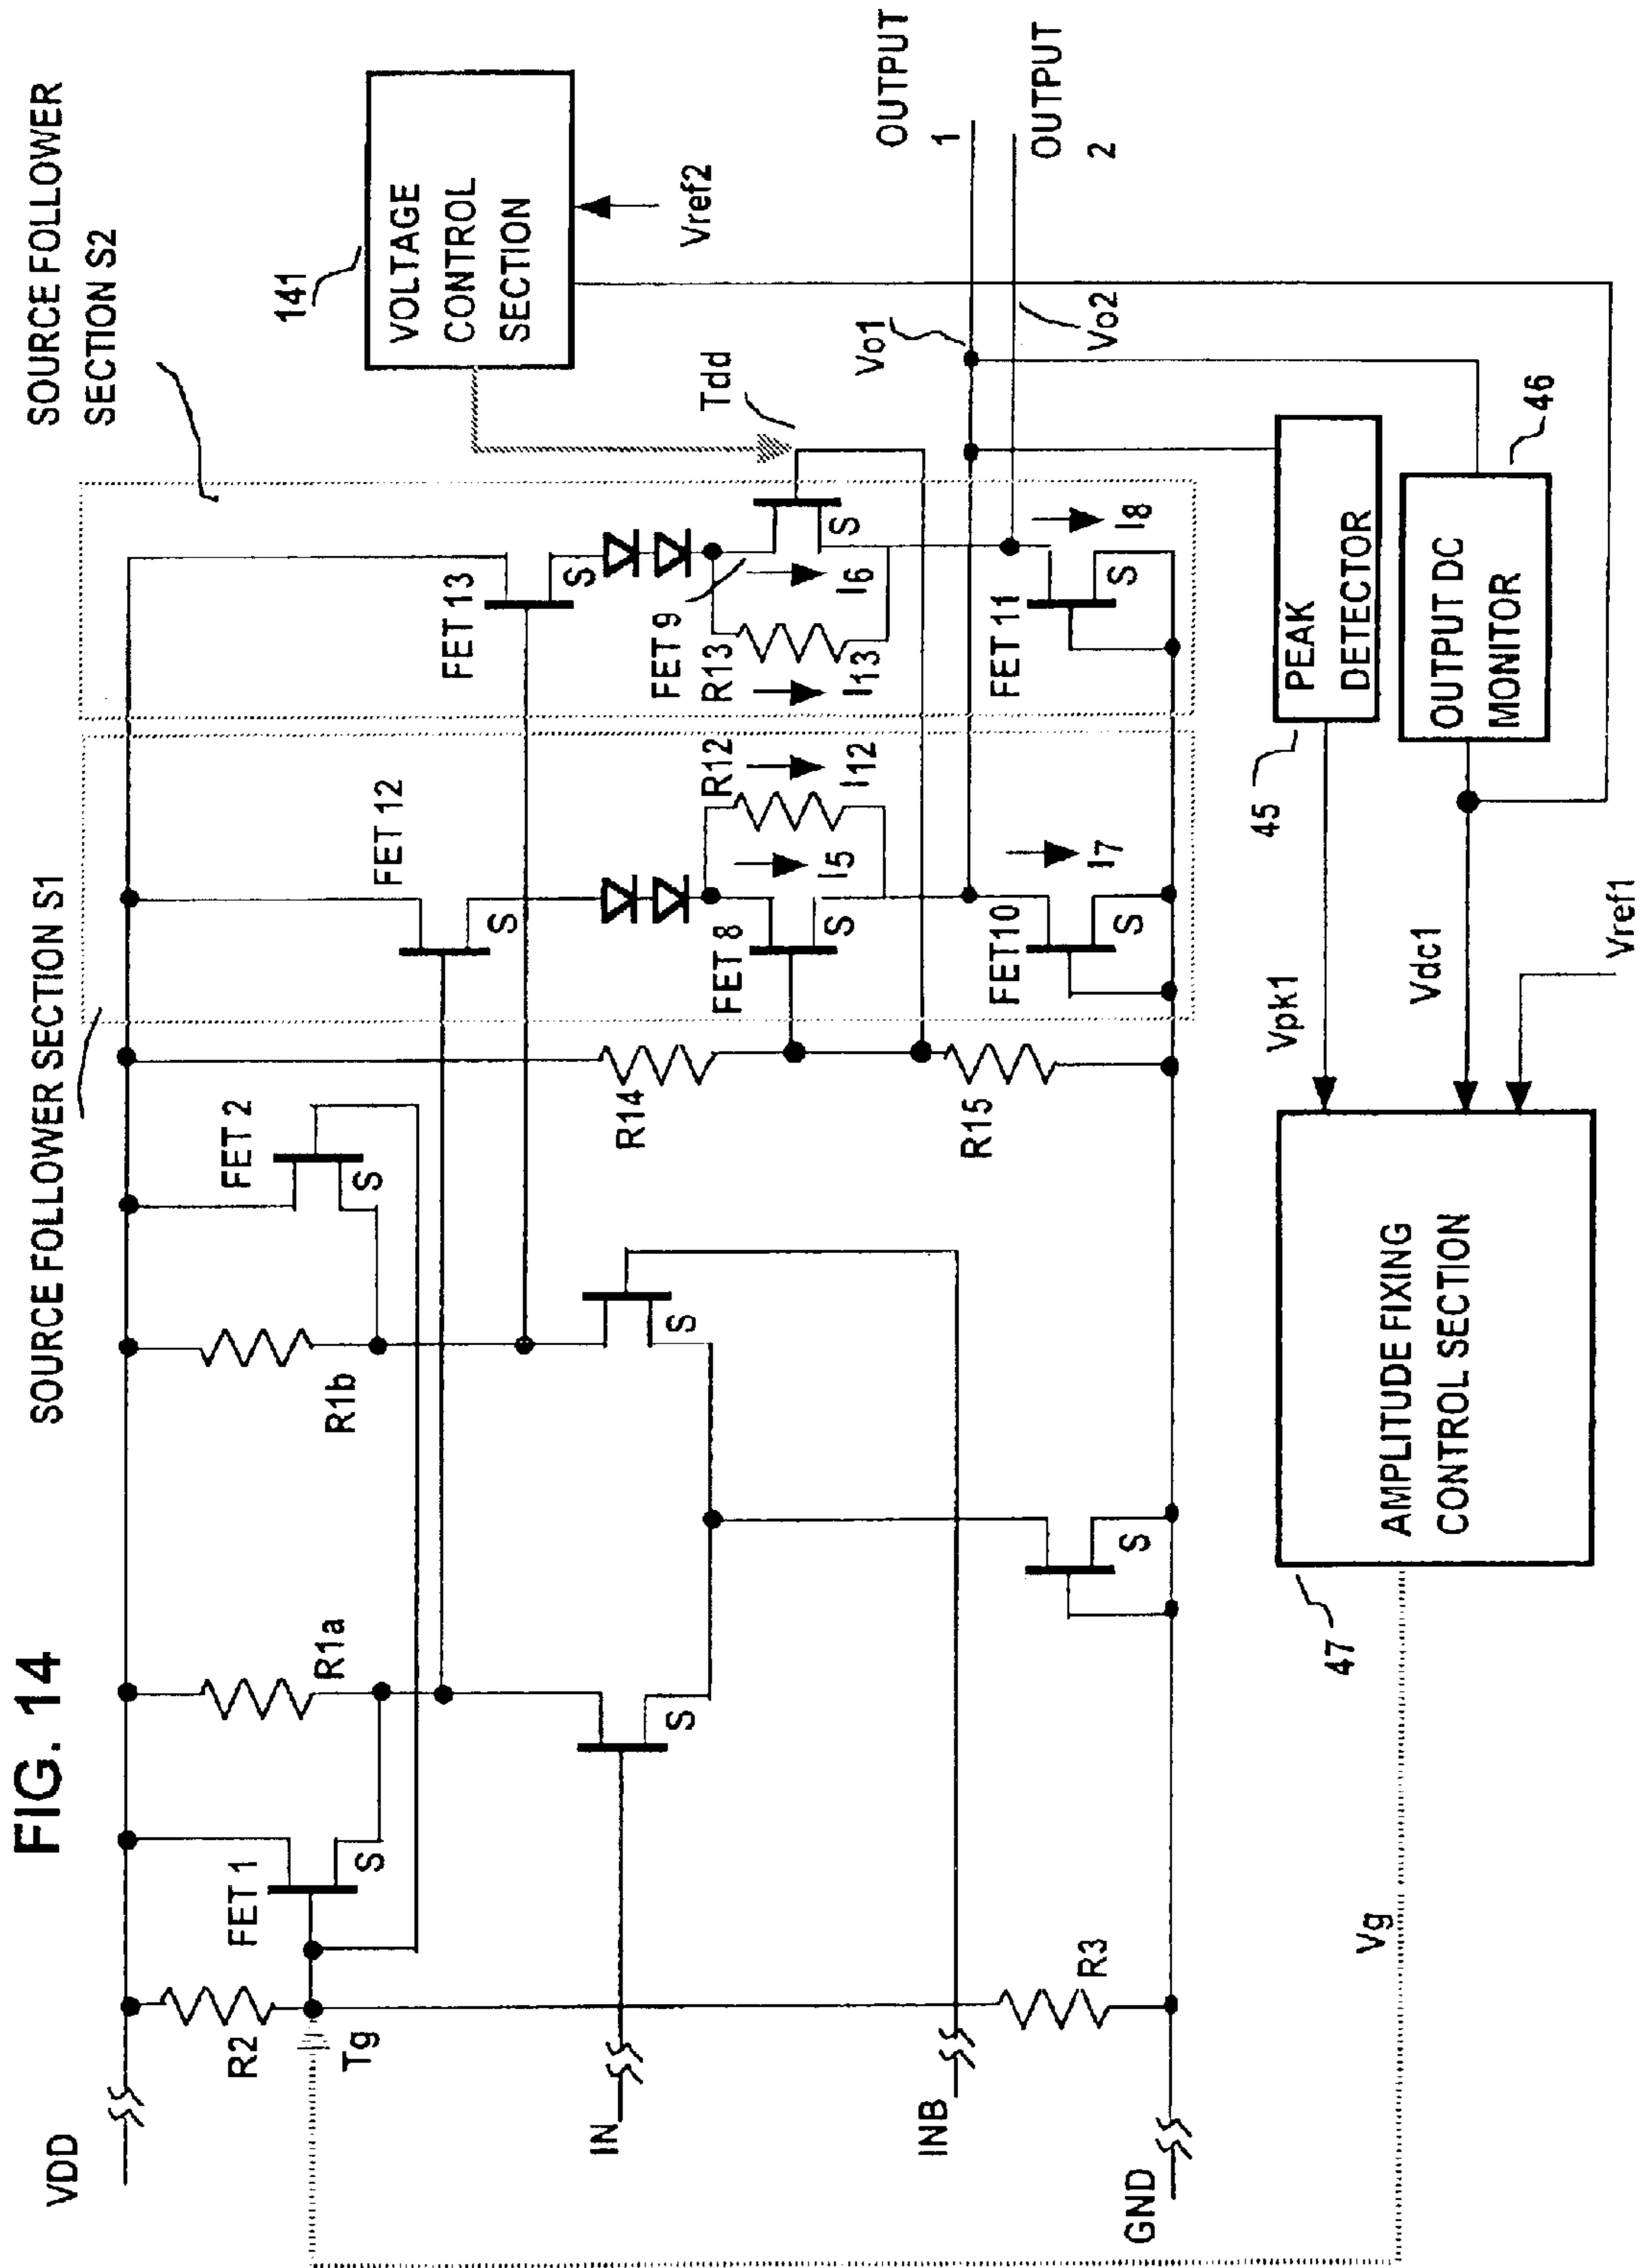 FIG. 14
SOURCE FOLLOWER SECTION S1
SOURCE FOLLOWER
SECTION S2
VDD
R2
Tg
FET 1
S
R1a
R1b
FET 2
S
FET 12
S
FET 13
S
141
VOLTAGE
CONTROL
SECTION
Vref2
Tdd
IN
S
S
R14
FET 8
S
I5
R12
I12
FET 9
R13
I13
I6
S
Vo1
OUTPUT
1
OUTPUT
2
Vo2
INB
R3
S
R15
FET10
S
I7
FET 11
S
I8
GND
Vg
47
AMPLITUDE FIXING
CONTROL SECTION
Vpk1
Vdc1
Vref1
45
PEAK
DETECTOR
OUTPUT DC
MONITOR
46